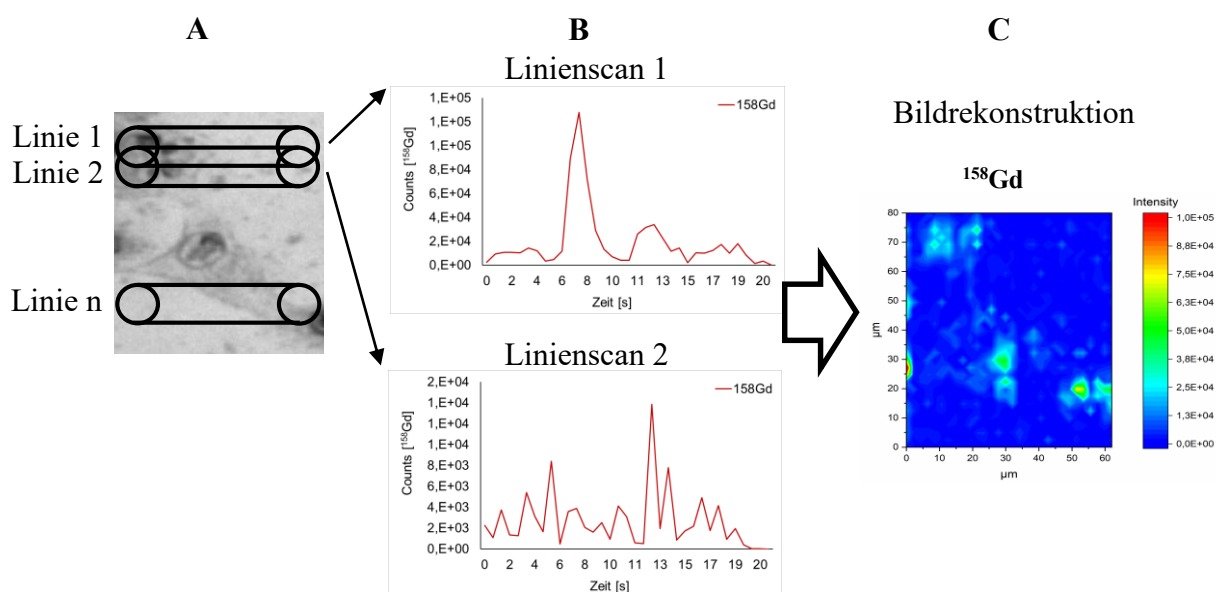 A
Linie 1
Linie 2
Linie n
B
Linienscan 1
1,E+05
1,E+05
1,E+05
8,E+04
6,E+04
4,E+04
2,E+04
0,E+00
Counts [¹⁵⁸Gd]
158Gd
0 2 4 6 8 10 11 13 15 17 19 20
Zeit [s]
Linienscan 2
2,E+04
1,E+04
1,E+04
1,E+04
8,E+03
6,E+03
4,E+03
2,E+03
0,E+00
Counts [¹⁵⁸Gd]
158Gd
0 2 4 6 8 10 11 13 15 17 19 20
Zeit [s]
C
Bildrekonstruktion
¹⁵⁸Gd
Intensity
80
70
60
50
40
30
20
10
0
µm
0 10 20 30 40 50 60
µm
1,0E+05
8,8E+04
7,5E+04
6,3E+04
5,0E+04
3,8E+04
2,5E+04
1,3E+04
0,0E+00